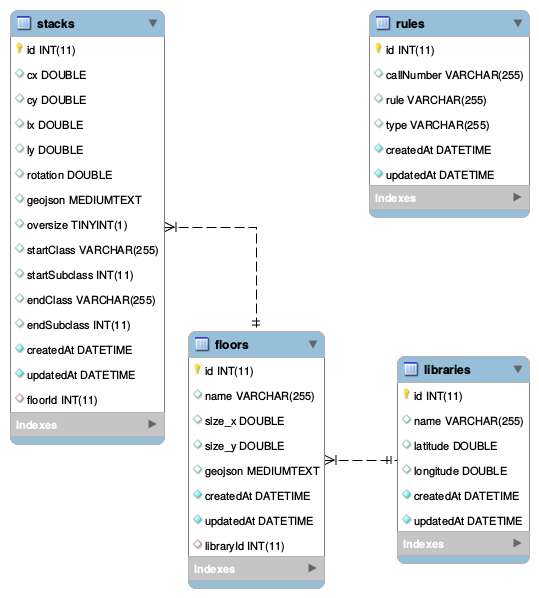 stacks
id INT(11)
cx DOUBLE
cy DOUBLE
lx DOUBLE
ly DOUBLE
rotation DOUBLE
geojson MEDIUMTEXT
oversize TINYINT(1)
startClass VARCHAR(255)
startSubclass INT(11)
endClass VARCHAR(255)
endSubclass INT(11)
createdAt DATETIME
updatedAt DATETIME
floorId INT(11)
Indexes
rules
id INT(11)
callNumber VARCHAR(255)
rule VARCHAR(255)
type VARCHAR(255)
createdAt DATETIME
updatedAt DATETIME
Indexes
floors
id INT(11)
name VARCHAR(255)
size_x DOUBLE
size_y DOUBLE
geojson MEDIUMTEXT
createdAt DATETIME
updatedAt DATETIME
libraryId INT(11)
Indexes
libraries
id INT(11)
name VARCHAR(255)
latitude DOUBLE
longitude DOUBLE
createdAt DATETIME
updatedAt DATETIME
Indexes